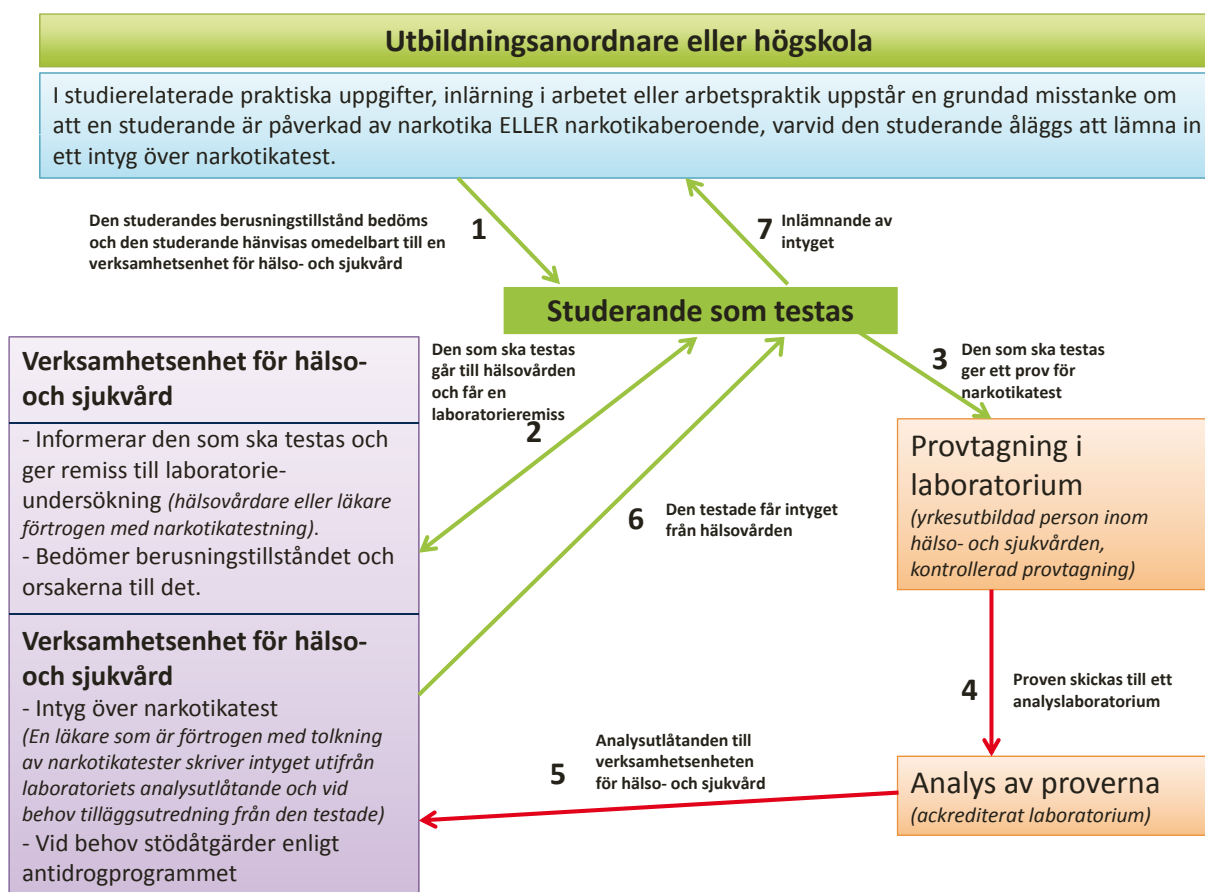 Utbildningsanordnare eller högskola
I studierelaterade praktiska uppgifter, inlärning i arbetet eller arbetspraktik uppstår en grundad misstanke om
att en studerande är påverkad av narkotika ELLER narkotikaberoende, varvid den studerande åläggs att lämna in
ett intyg över narkotikatest.
Den studerandes berusningstillstånd bedöms
och den studerande hänvisas omedelbart till en
verksamhetsenhet för hälso- och sjukvård
1
7
Inlämnande av
intyget
Studerande som testas
Den som ska testas
går till hälsovården
och får en
laboratorieremiss
2
3
Den som ska testas
ger ett prov för
narkotikatest
Verksamhetsenhet för hälso-
och sjukvård
- Informerar den som ska testas och
ger remiss till laboratorie-
undersökning (hälsovårdare eller läkare
förtrogen med narkotikatestning).
- Bedömer berusningstillståndet och
orsakerna till det.
Provtagning i
laboratorium
(yrkesutbildad person inom
hälso- och sjukvården,
kontrollerad provtagning)
6
Den testade får intyget
från hälsovården
Verksamhetsenhet för hälso-
och sjukvård
- Intyg över narkotikatest
(En läkare som är förtrogen med tolkning
av narkotikatester skriver intyget utifrån
laboratoriets analysutlåtande och vid
behov tilläggsutredning från den testade)
- Vid behov stödåtgärder enligt
antidrogprogrammet
4
Proven skickas till ett
analyslaboratorium
5
Analysutlåtanden till
verksamhetsenheten
för hälso- och sjukvård
Analys av proverna
(ackrediterat laboratorium)